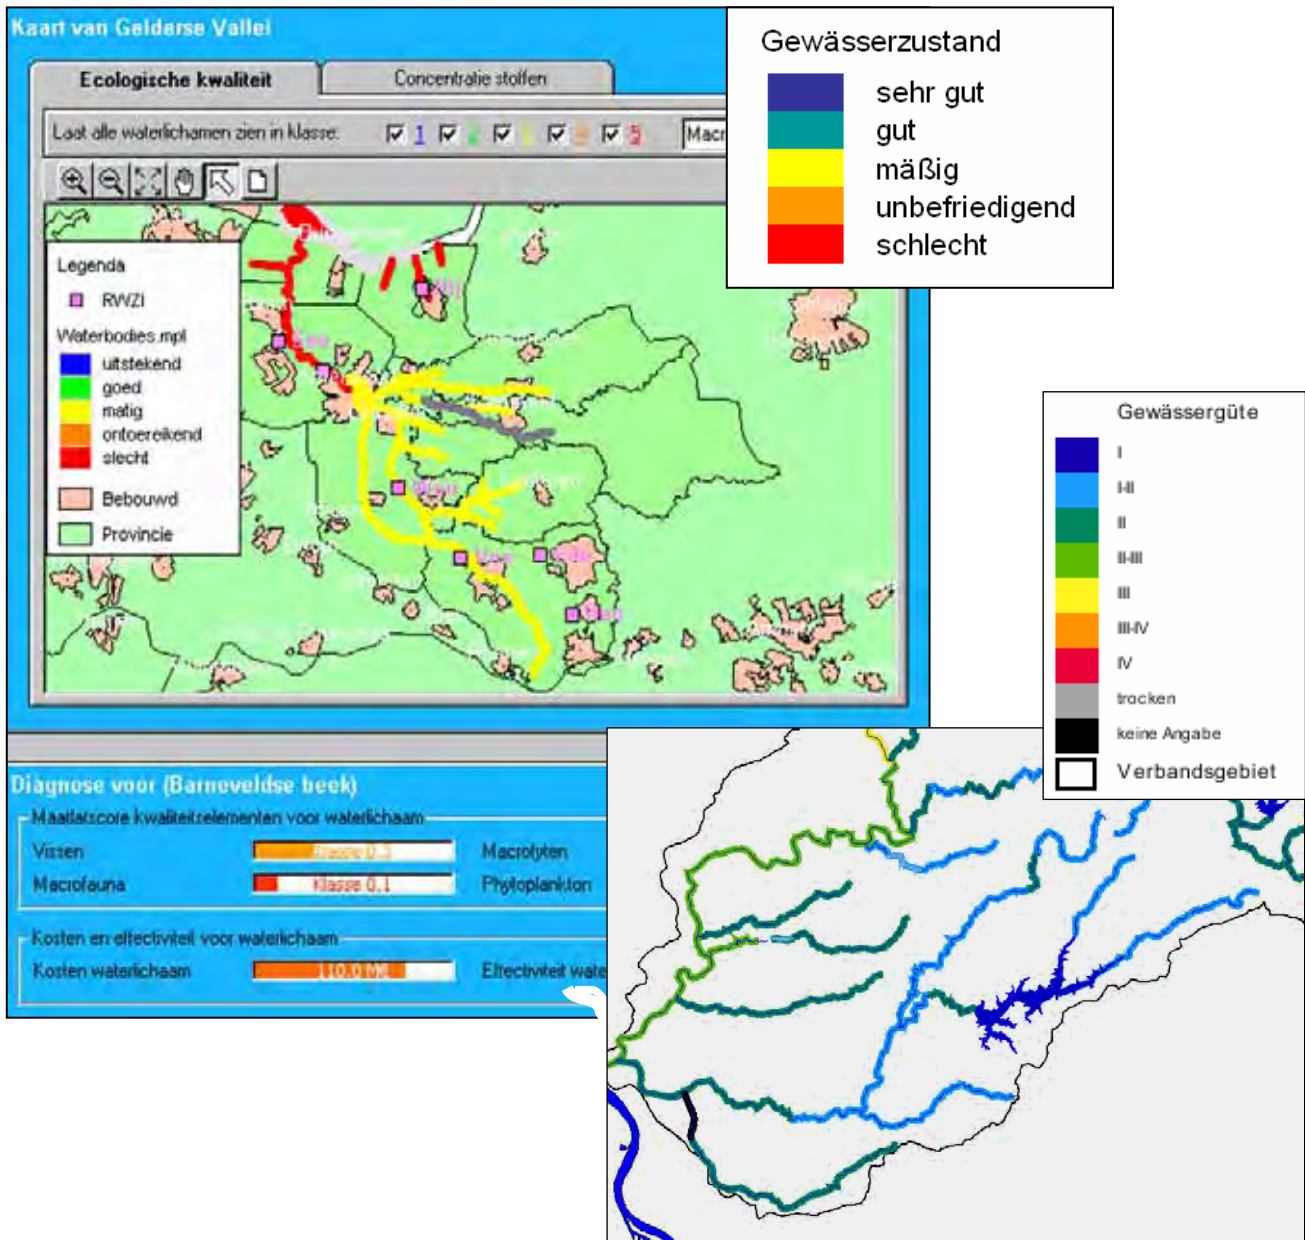 Kaart van Gelderse Vallei
Ecologische kwaliteit
Concentratie stoffen
Laat alle waterlichamen zien in klasse:
1 2 3 4 5
Macr
Legenda
RWZI
Waterbodies.mpl
uitstekend
goed
matig
ontoereikend
slecht
Bebouwd
Provincie
Gewässerzustand
sehr gut
gut
mäßig
unbefriedigend
schlecht
Gewässergüte
I
I-II
II
II-III
III
III-IV
IV
trocken
keine Angabe
Verbandsgebiet
Diagnose voor (Barneveldse beek)
Maatlatscore kwaliteitselementen voor waterlichaam
Vissen
Klasse 0.3
Macrofyten
Macrofauna
Klasse 0.1
Phytoplankton
Kosten en effectiviteit voor waterlichaam
Kosten waterlichaam
Effectiviteit wate